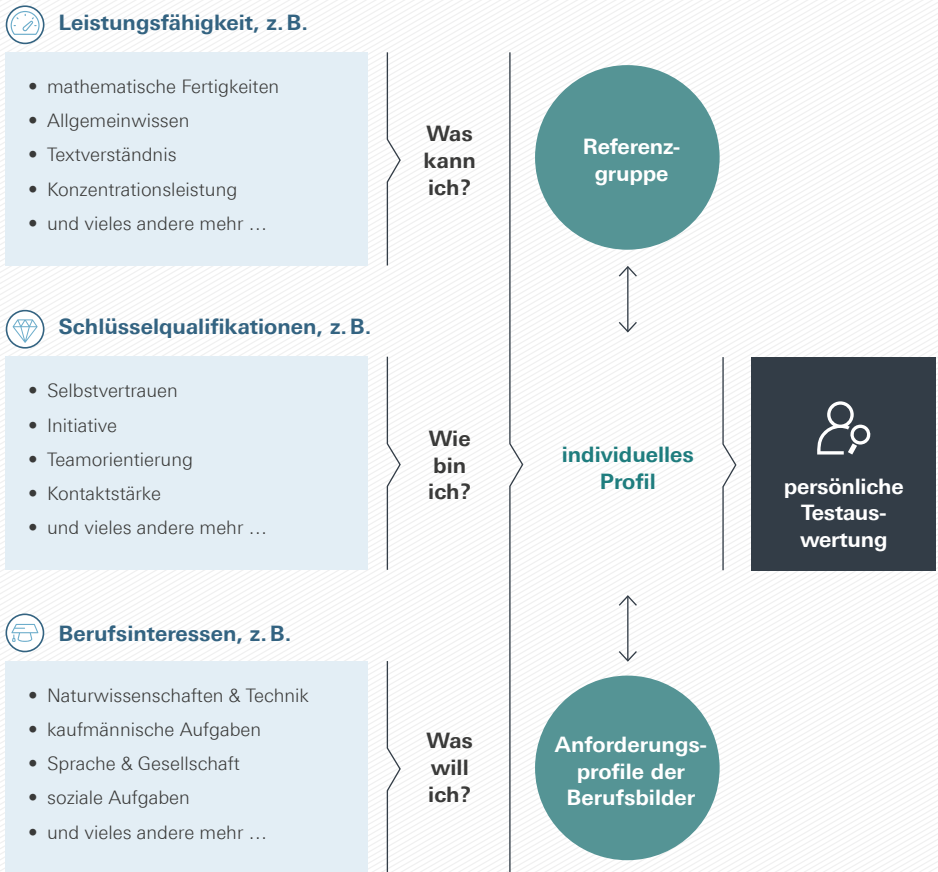 Leistungsfähigkeit, z. B.
• mathematische Fertigkeiten
• Allgemeinwissen
• Textverständnis
• Konzentrationsleistung
• und vieles andere mehr …
Was
kann
ich?
Referenz-
gruppe
Schlüsselqualifikationen, z. B.
• Selbstvertrauen
• Initiative
• Teamorientierung
• Kontaktstärke
• und vieles andere mehr …
Wie
bin
ich?
individuelles
Profil
persönliche
Testaus-
wertung
Berufsinteressen, z. B.
• Naturwissenschaften & Technik
• kaufmännische Aufgaben
• Sprache & Gesellschaft
• soziale Aufgaben
• und vieles andere mehr …
Was
will
ich?
Anforderungs-
profile der
Berufsbilder